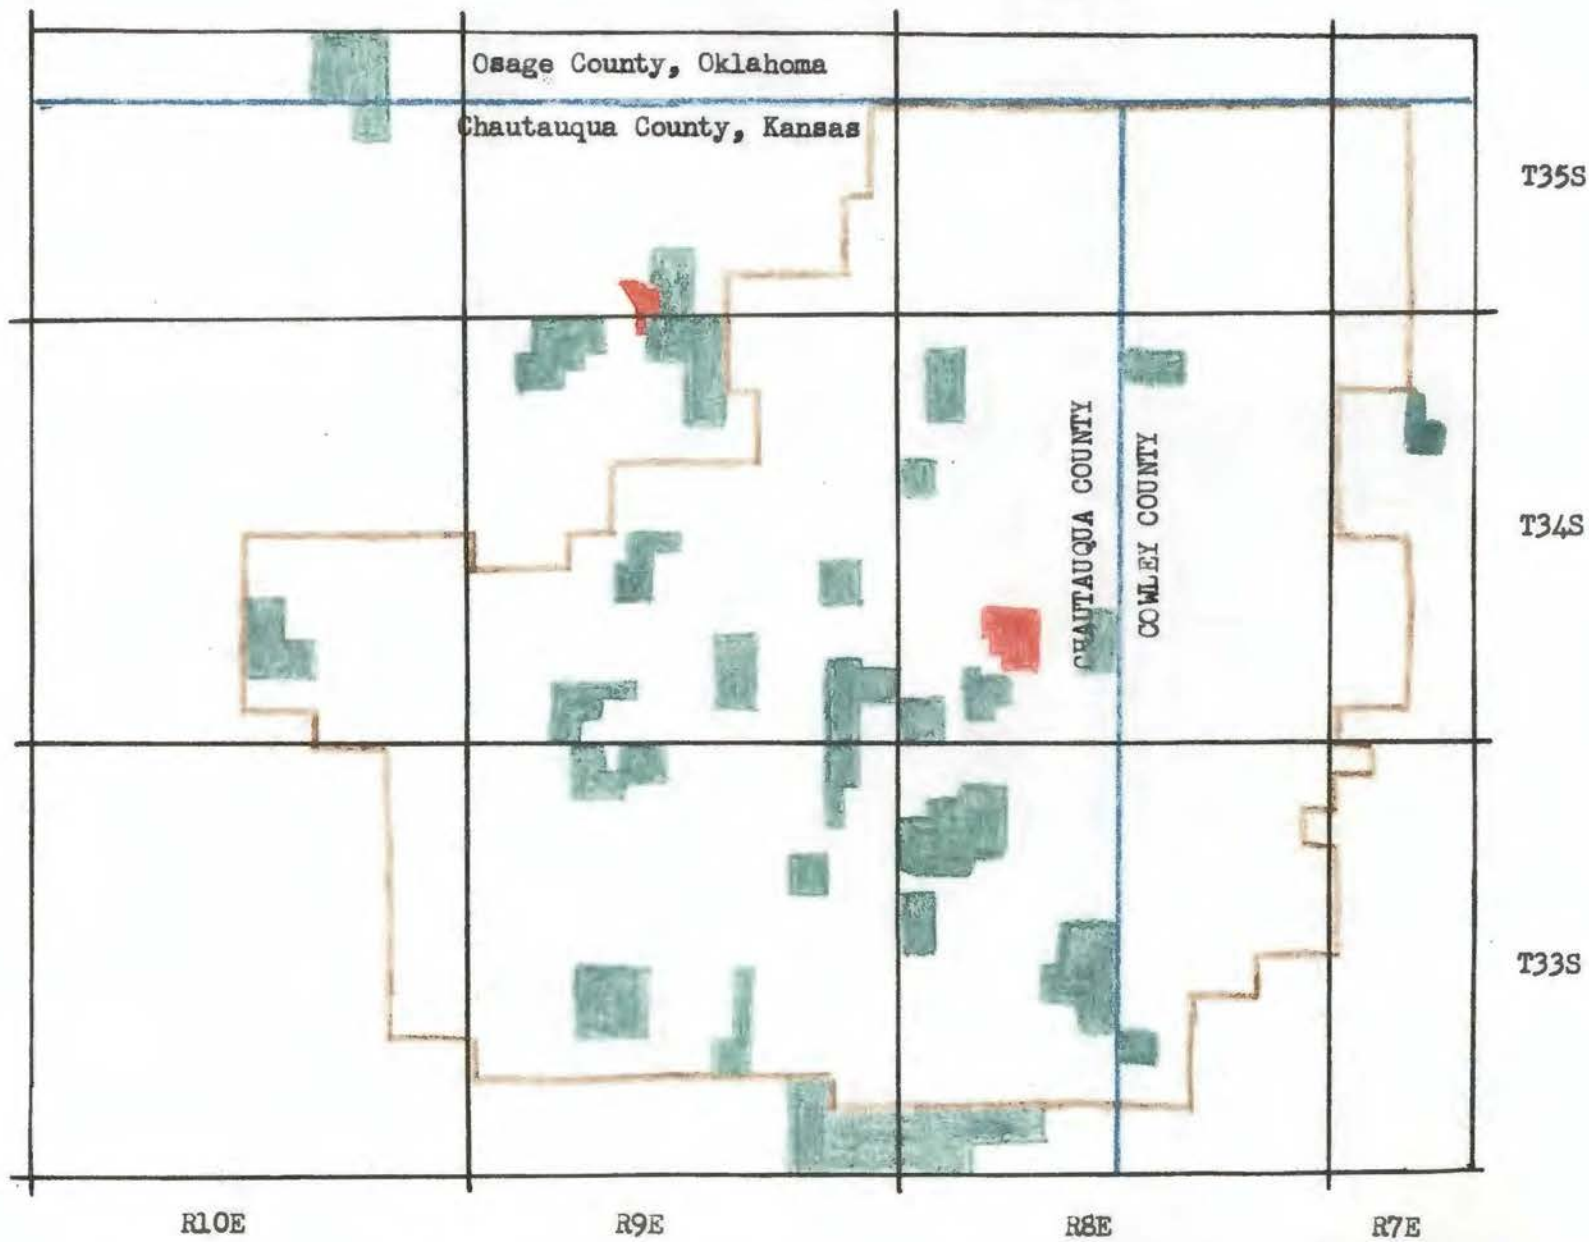 Osage County, Oklahoma
Chautauqua County, Kansas
T35S
CHAUTAUQUA COUNTY
COWLEY COUNTY
T34S
T33S
R10E
R9E
R8E
R7E